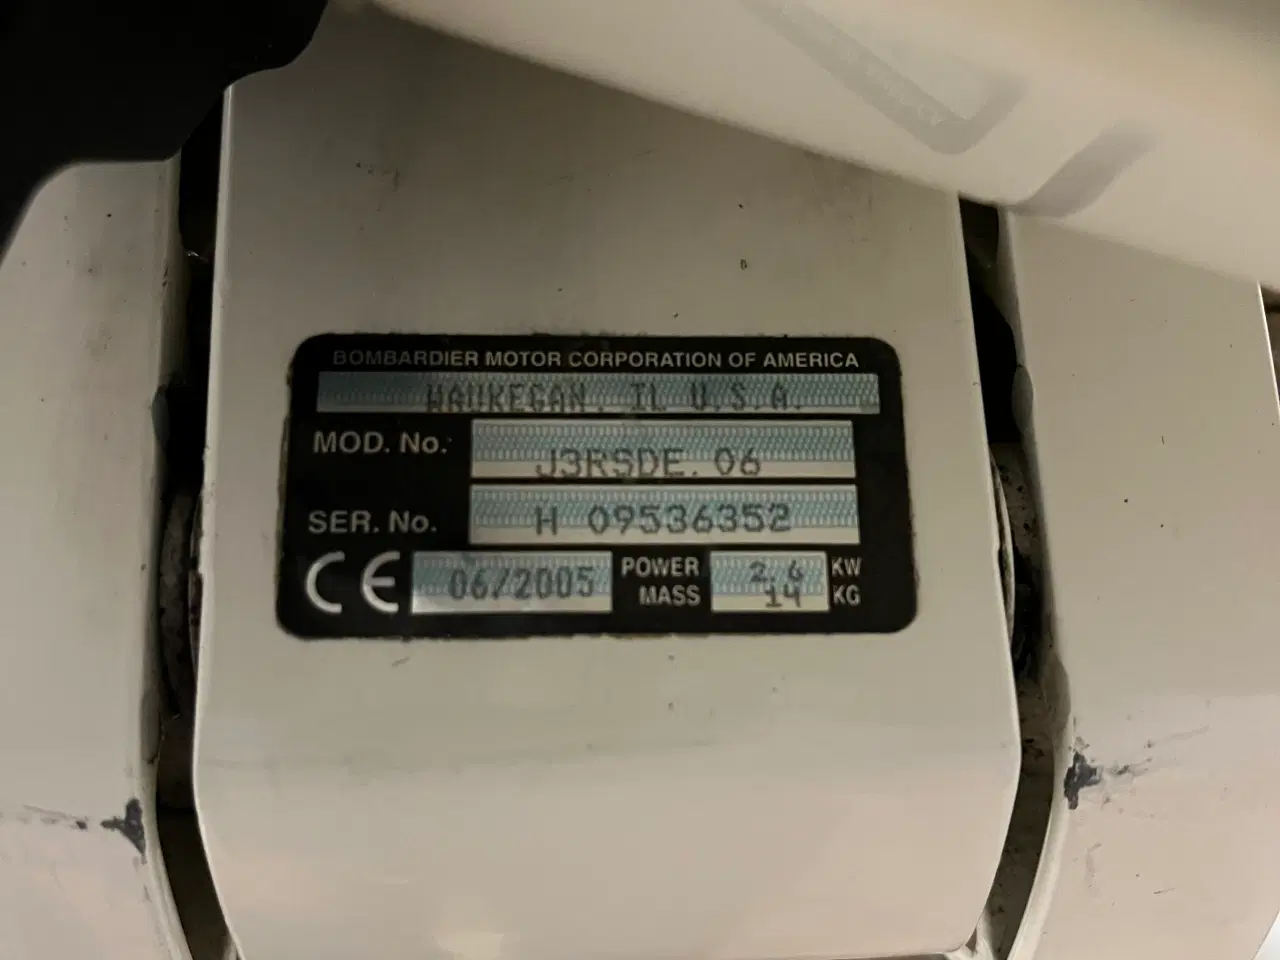 BOMBARDIER MOTOR CORPORATION OF AMERICA
WAUKEGAN, IL U.S.A.
MOD. No.: J3RSDE. 06
SER. No. H 09536352
CE 06/2005 POWER 2.6 KW
MASS 14 KG